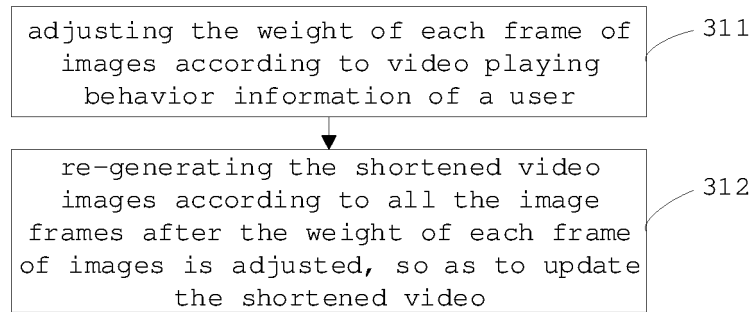 adjusting the weight of each frame of
images according to video playing
behavior information of a user
311
re-generating the shortened video
images according to all the image
frames after the weight of each frame
of images is adjusted, so as to update
the shortened video
312